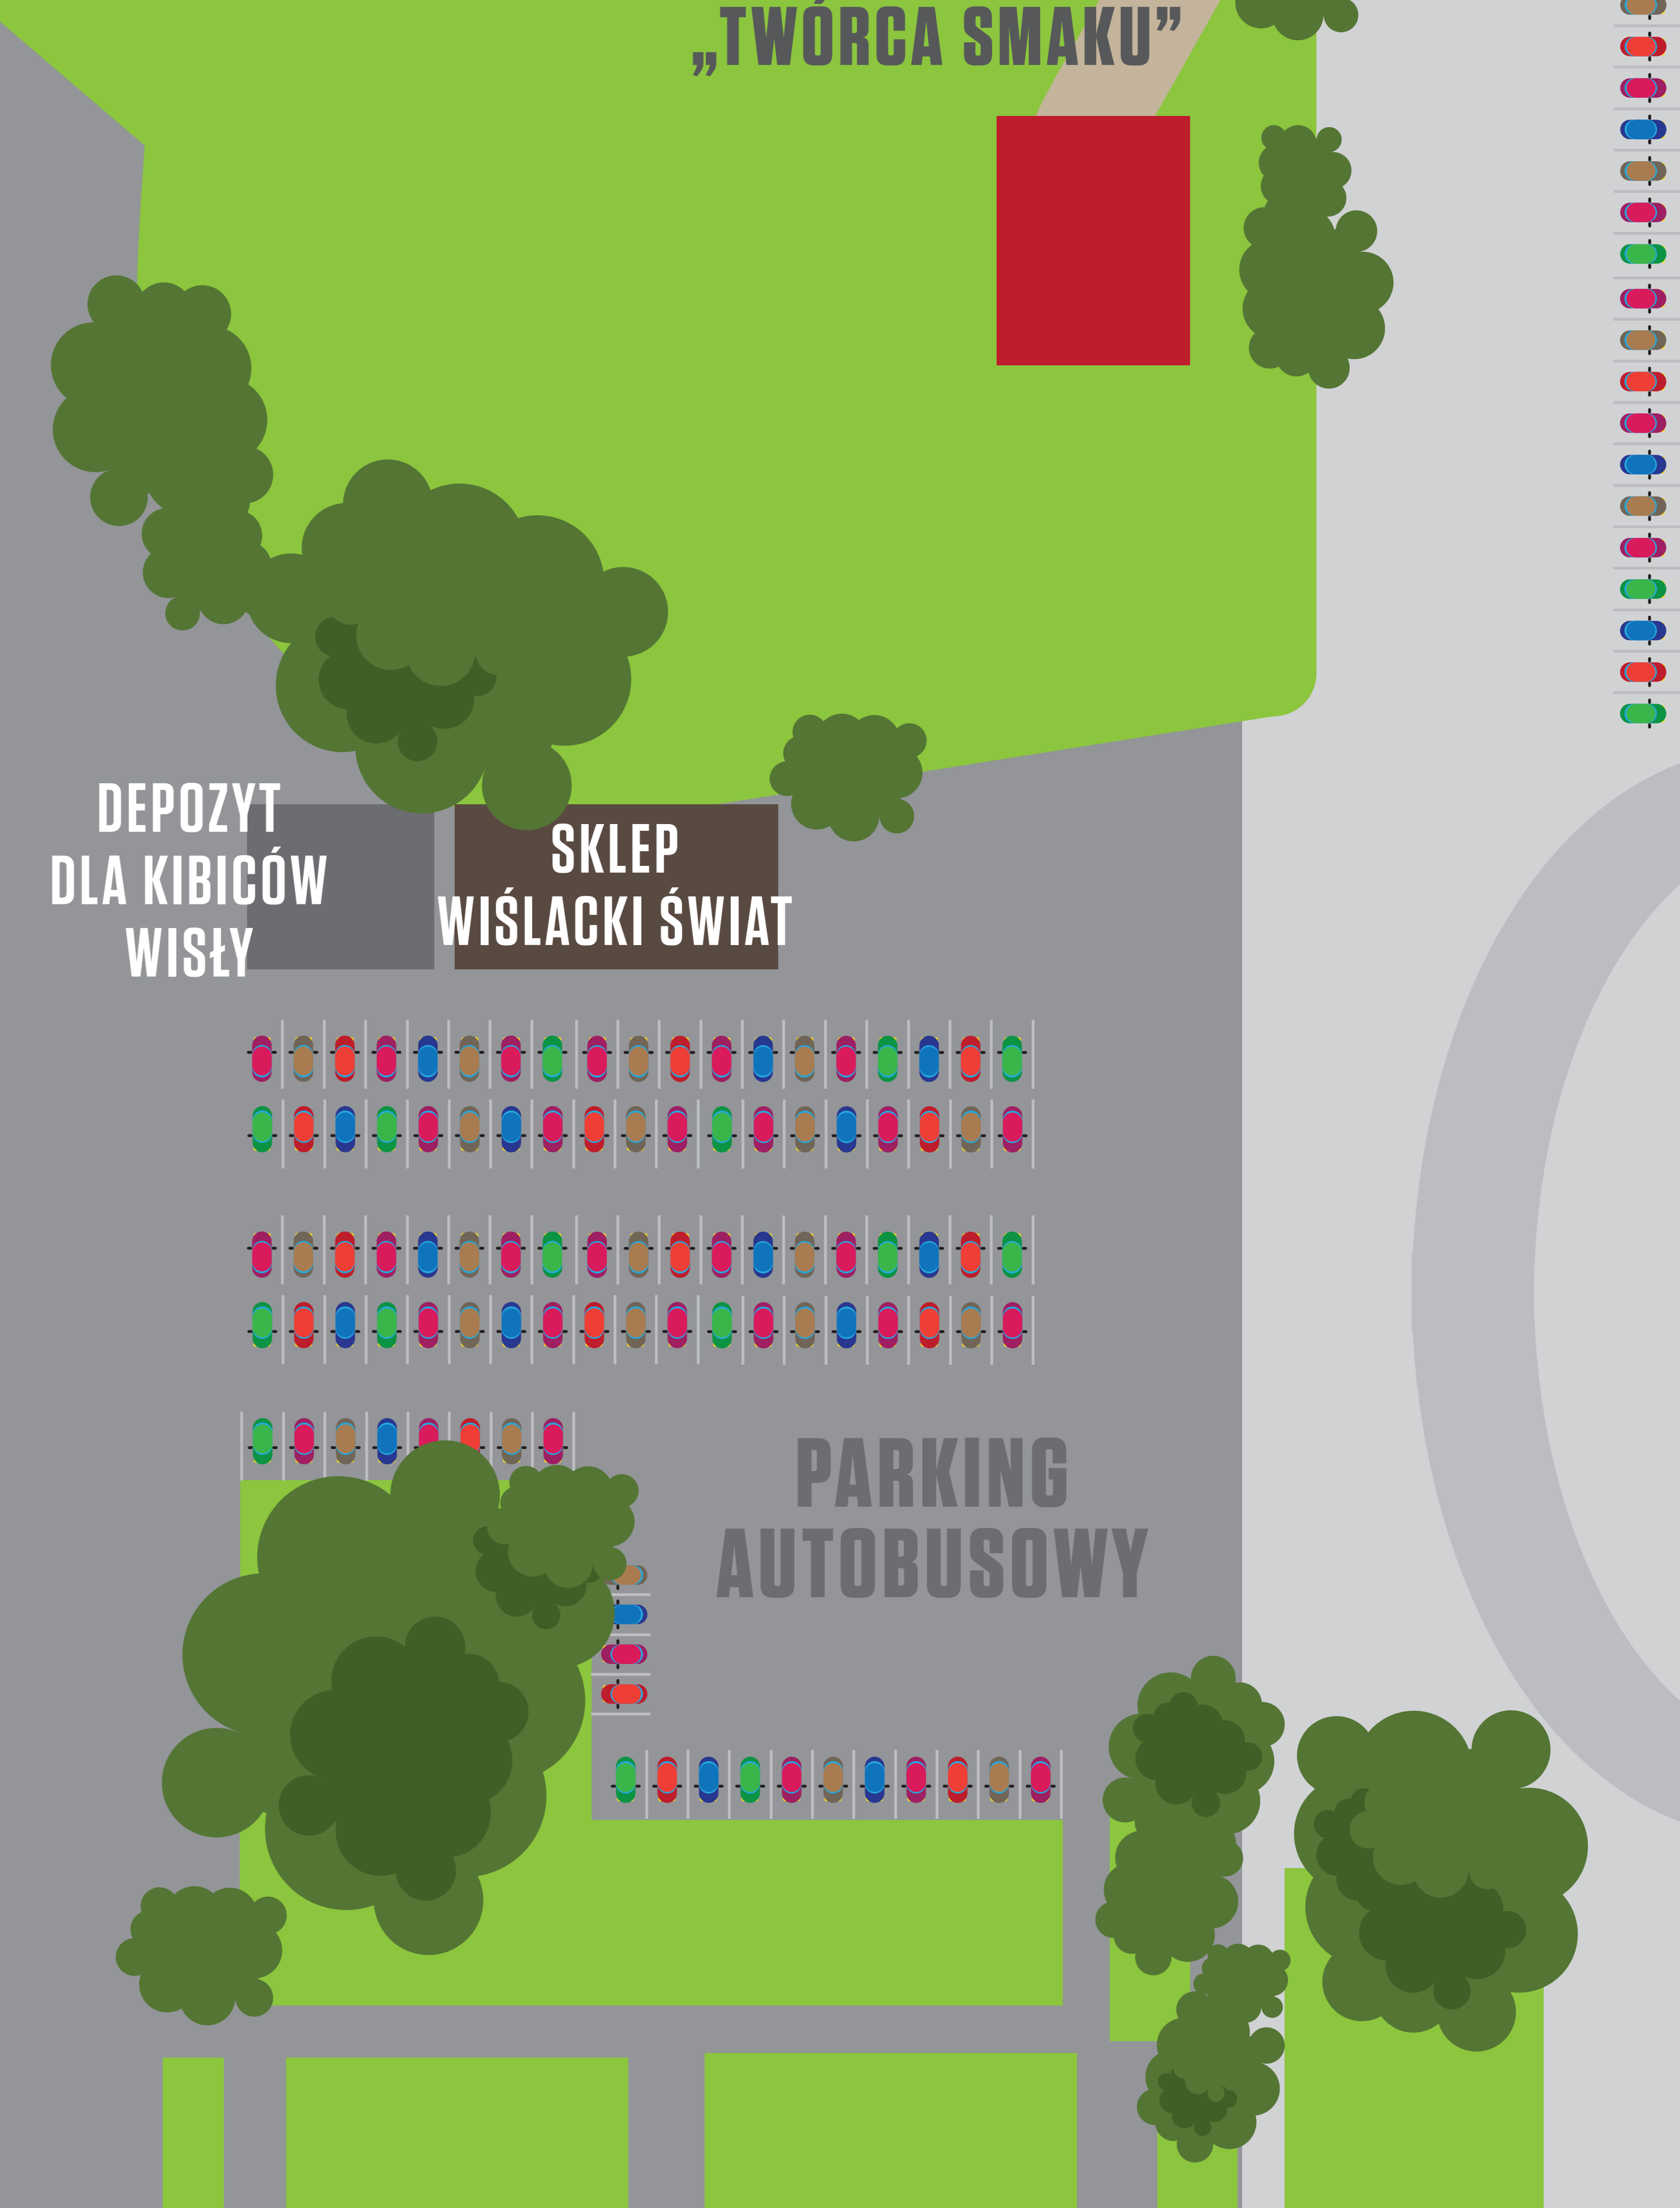 „TWÓRCA SMAKU”
DEPOZYT
DLA KIBICÓW
WISŁY
SKLEP
WIŚLACKI ŚWIAT
PARKING
AUTOBUSOWY